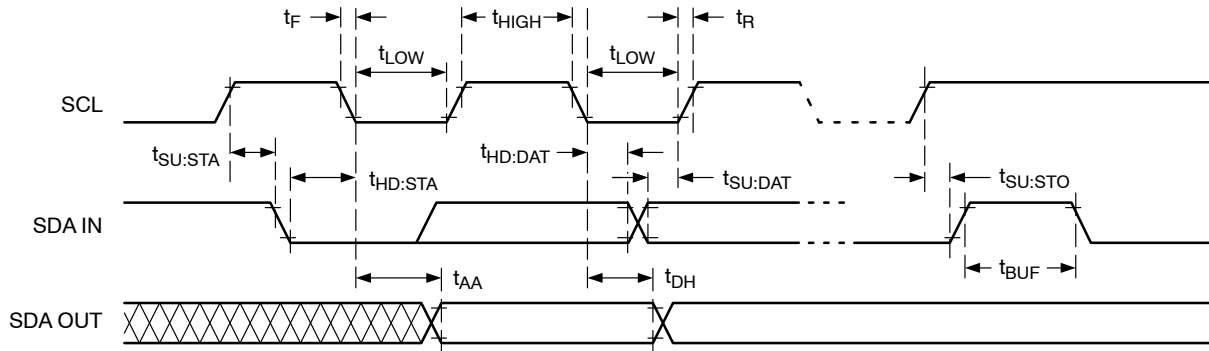 tF tHIGH tR
tLOW tLOW
SCL
tSU:STA tHD:DAT
tHD:STA tSU:DAT tSU:STO
SDA IN
tAA tDH tBUF
SDA OUT